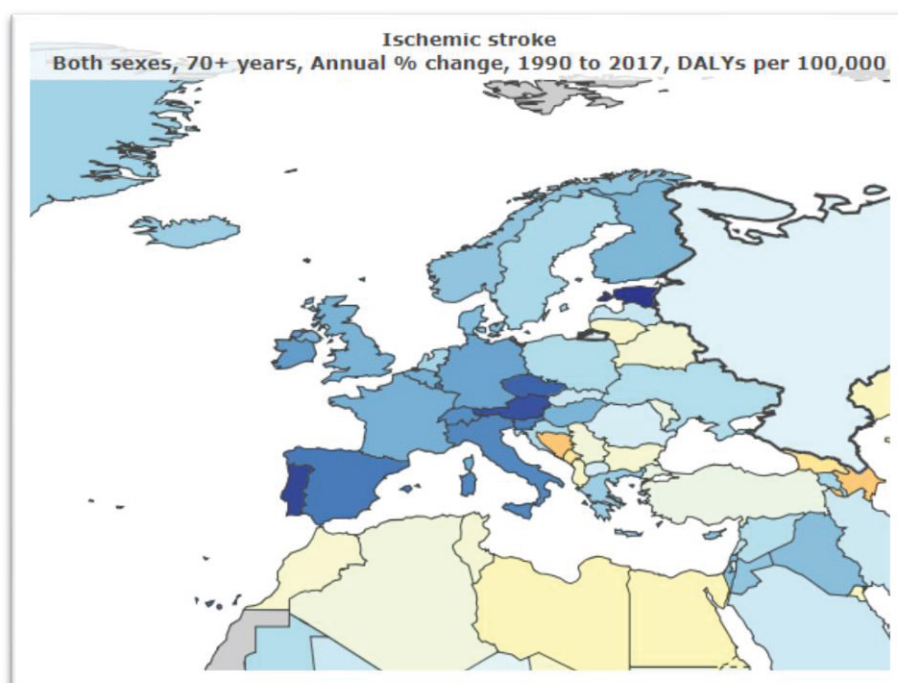 Ischemic stroke
Both sexes, 70+ years, Annual % change, 1990 to 2017, DALYs per 100,000